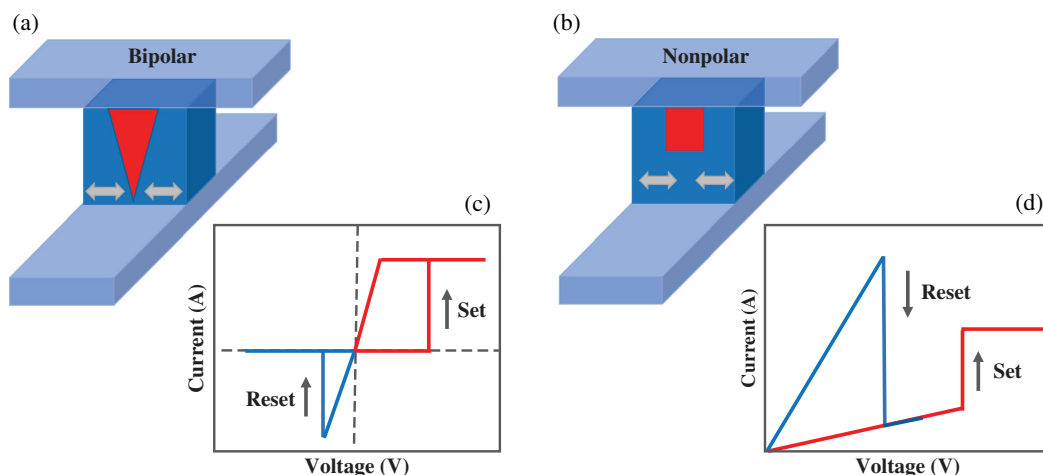 (a)
Bipolar
(b)
Nonpolar
(c)
Current (A)
Set
Reset
Voltage (V)
(d)
Current (A)
Reset
Set
Voltage (V)